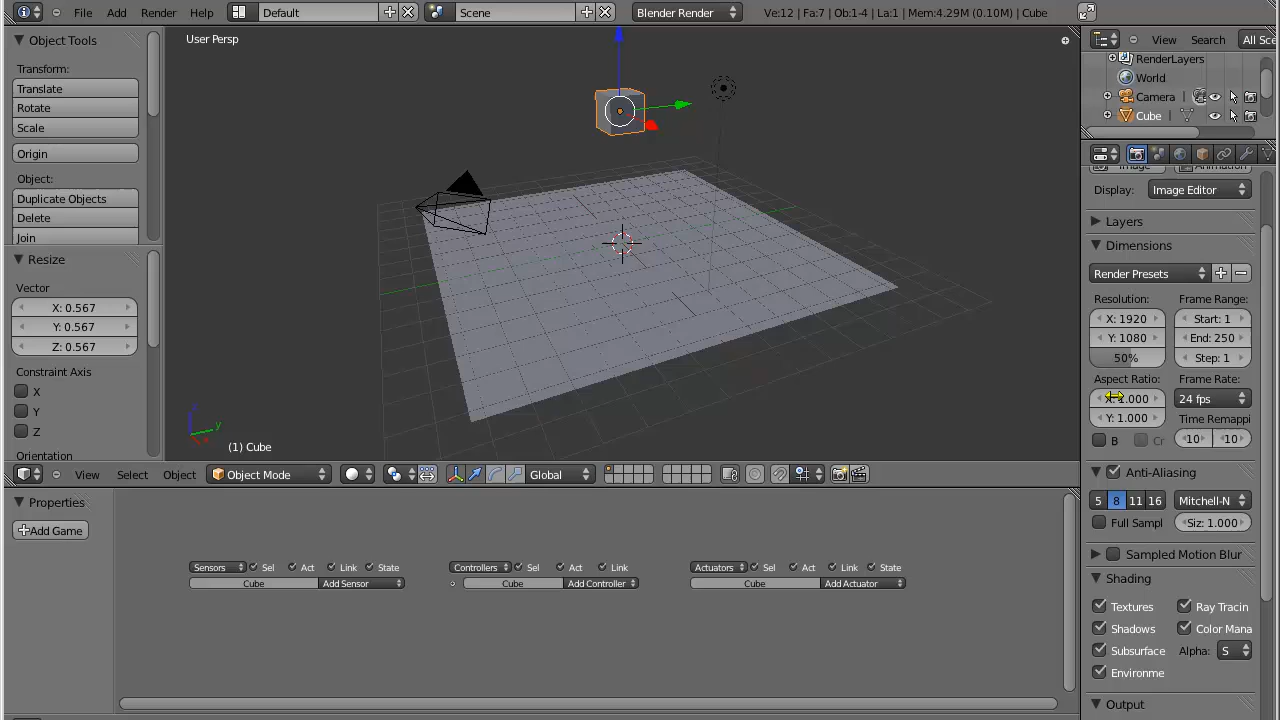 File Add Render Help Default Scene Blender Render Ve:12 | Fa:7 | Ob:1-4 | La:1 | Mem:4.29M (0.10M) | Cube
Object Tools
Transform:
Translate
Rotate
Scale
Origin
Object:
Duplicate Objects
Delete
Join
Resize
Vector
X: 0.567
Y: 0.567
Z: 0.567
Constraint Axis
X
Y
Z
Orientation
User Persp
z
y
x
(1) Cube
View Select Object Object Mode Global
Properties
Add Game
Sensors Sel Act Link State
Cube Add Sensor
Controllers Sel Act Link
Cube Add Controller
Actuators Sel Act Link State
Cube Add Actuator
View Search All Sce
RenderLayers
World
Camera
Cube
Image Animation
Display: Image Editor
Layers
Dimensions
Render Presets
Resolution: Frame Range:
X: 1920 Start: 1
Y: 1080 End: 250
50% Step: 1
Aspect Ratio: Frame Rate:
X: 1.000 24 fps
Y: 1.000 Time Remappi
B Cr 10 10
Anti-Aliasing
5 8 11 16 Mitchell-N
Full Sampl Siz: 1.000
Sampled Motion Blur
Shading
Textures Ray Tracin
Shadows Color Mana
Subsurface Alpha: S
Environme
Output